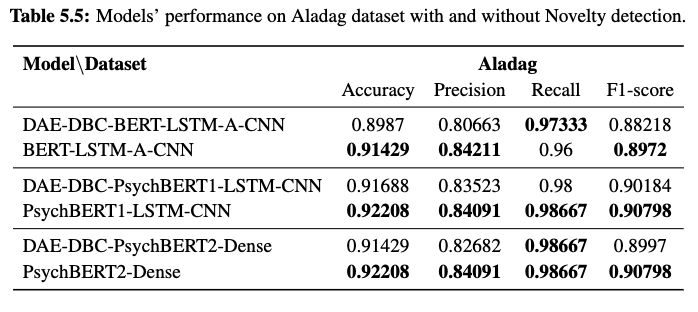 Table 5.5: Models’ performance on Aladag dataset with and without Novelty detection.
Model\Dataset Aladag
Accuracy Precision Recall F1-score
DAE-DBC-BERT-LSTM-A-CNN 0.8987 0.80663 0.97333 0.88218
BERT-LSTM-A-CNN 0.91429 0.84211 0.96 0.8972
DAE-DBC-PsychBERT1-LSTM-CNN 0.91688 0.83523 0.98 0.90184
PsychBERT1-LSTM-CNN 0.92208 0.84091 0.98667 0.90798
DAE-DBC-PsychBERT2-Dense 0.91429 0.82682 0.98667 0.8997
PsychBERT2-Dense 0.92208 0.84091 0.98667 0.90798